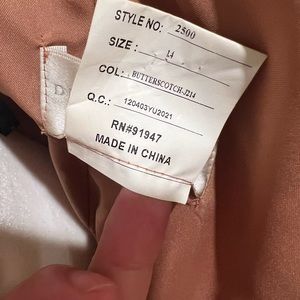 STYLE NO: 2500
SIZE : 14
COL: BUTTERSCOTCH-J214
Q.C.: 120403YU2021
RN#91947
MADE IN CHINA
D